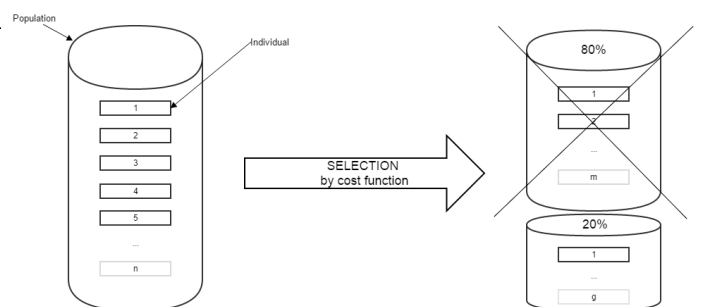 Population
Individual
1
2
3
4
5
...
n
SELECTION
by cost function
80%
1
2
...
m
20%
1
...
g